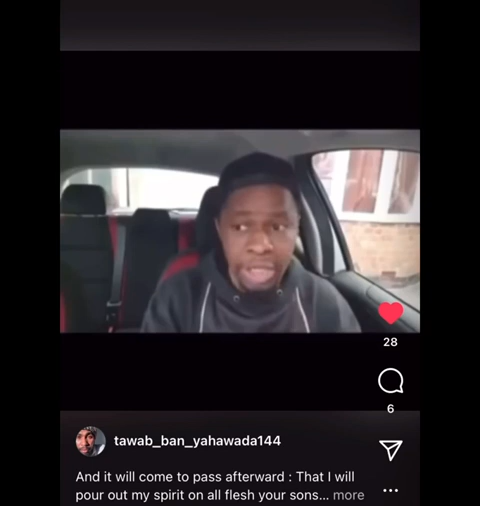 28
6
tawab_ban_yahawada144
And it will come to pass afterward : That I will
pour out my spirit on all flesh your sons... more